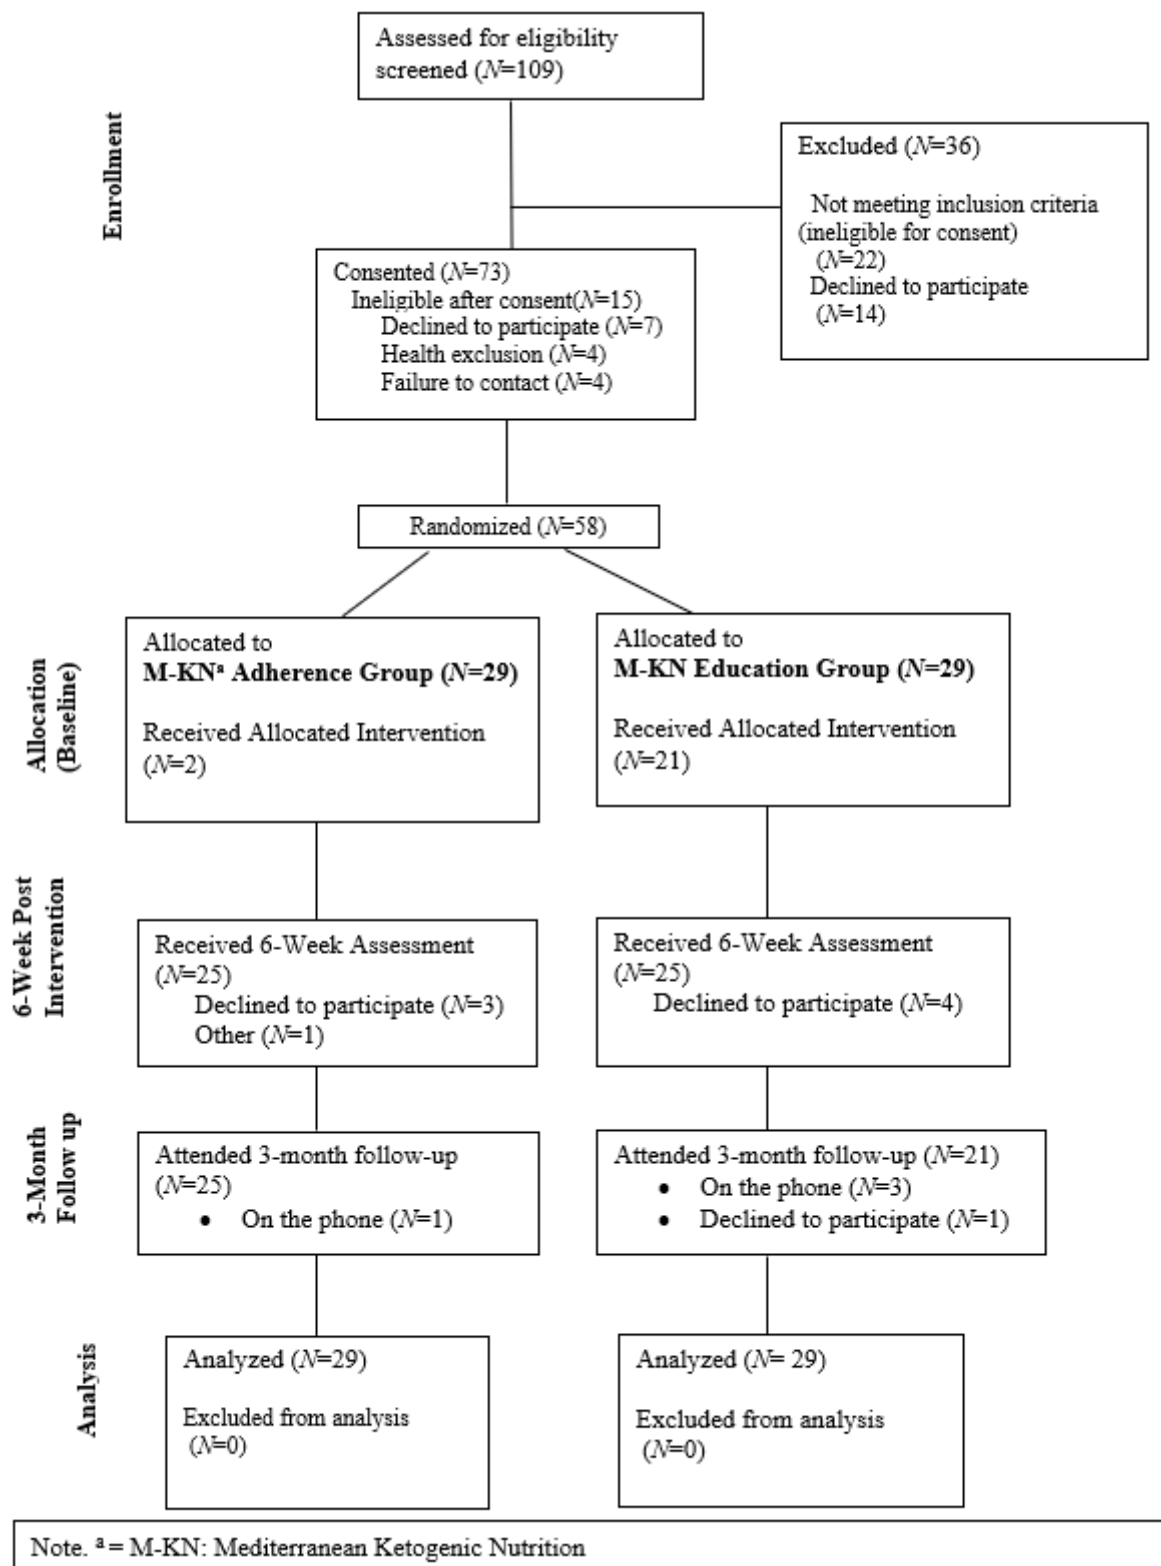 Assessed for eligibility
screened (N=109)
Enrollment
Excluded (N=36)
Not meeting inclusion criteria
(ineligible for consent)
(N=22)
Declined to participate
(N=14)
Consented (N=73)
Ineligible after consent(N=15)
Declined to participate (N=7)
Health exclusion (N=4)
Failure to contact (N=4)
Randomized (N=58)
Allocation
(Baseline)
Allocated to
M-KNᵃ Adherence Group (N=29)
Received Allocated Intervention
(N=2)
Allocated to
M-KN Education Group (N=29)
Received Allocated Intervention
(N=21)
6-Week Post
Intervention
Received 6-Week Assessment
(N=25)
Declined to participate (N=3)
Other (N=1)
Received 6-Week Assessment
(N=25)
Declined to participate (N=4)
3-Month
Follow up
Attended 3-month follow-up
(N=25)
• On the phone (N=1)
Attended 3-month follow-up (N=21)
• On the phone (N=3)
• Declined to participate (N=1)
Analysis
Analyzed (N=29)
Excluded from analysis
(N=0)
Analyzed (N= 29)
Excluded from analysis
(N=0)
Note. ᵃ = M-KN: Mediterranean Ketogenic Nutrition